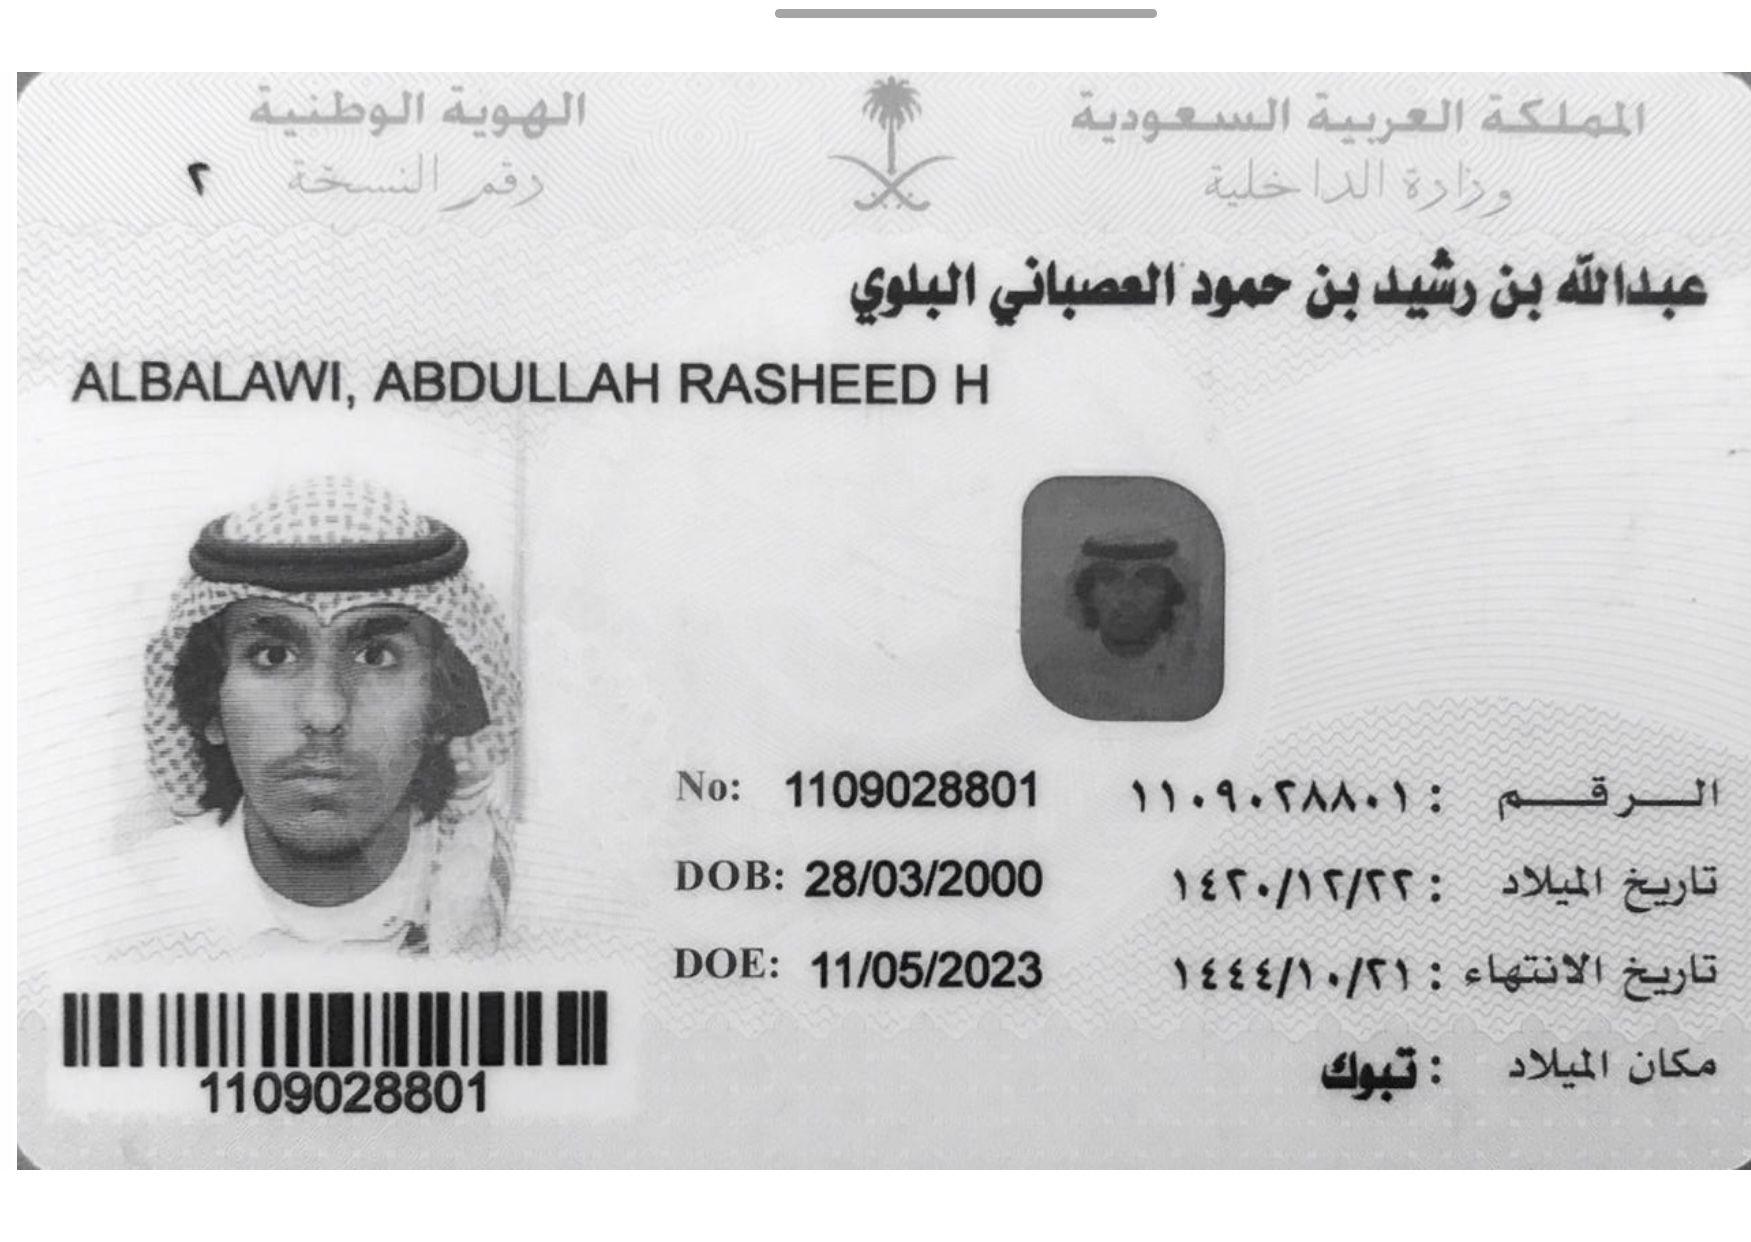 المملكة العربية السعودية
وزارة الداخلية
الهوية الوطنية
رقم النسخة ٢
عبدالله بن رشيد بن حمود العصباني البلوي
ALBALAWI, ABDULLAH RASHEED H
الرقم : ١١٠٩٠٢٨٨٠١
No: 1109028801
تاريخ الميلاد : ١٤٢٠/١٢/٢٢
DOB: 28/03/2000
تاريخ الانتهاء : ١٤٤٤/١٠/٢١
DOE: 11/05/2023
مكان الميلاد : تبوك
1109028801